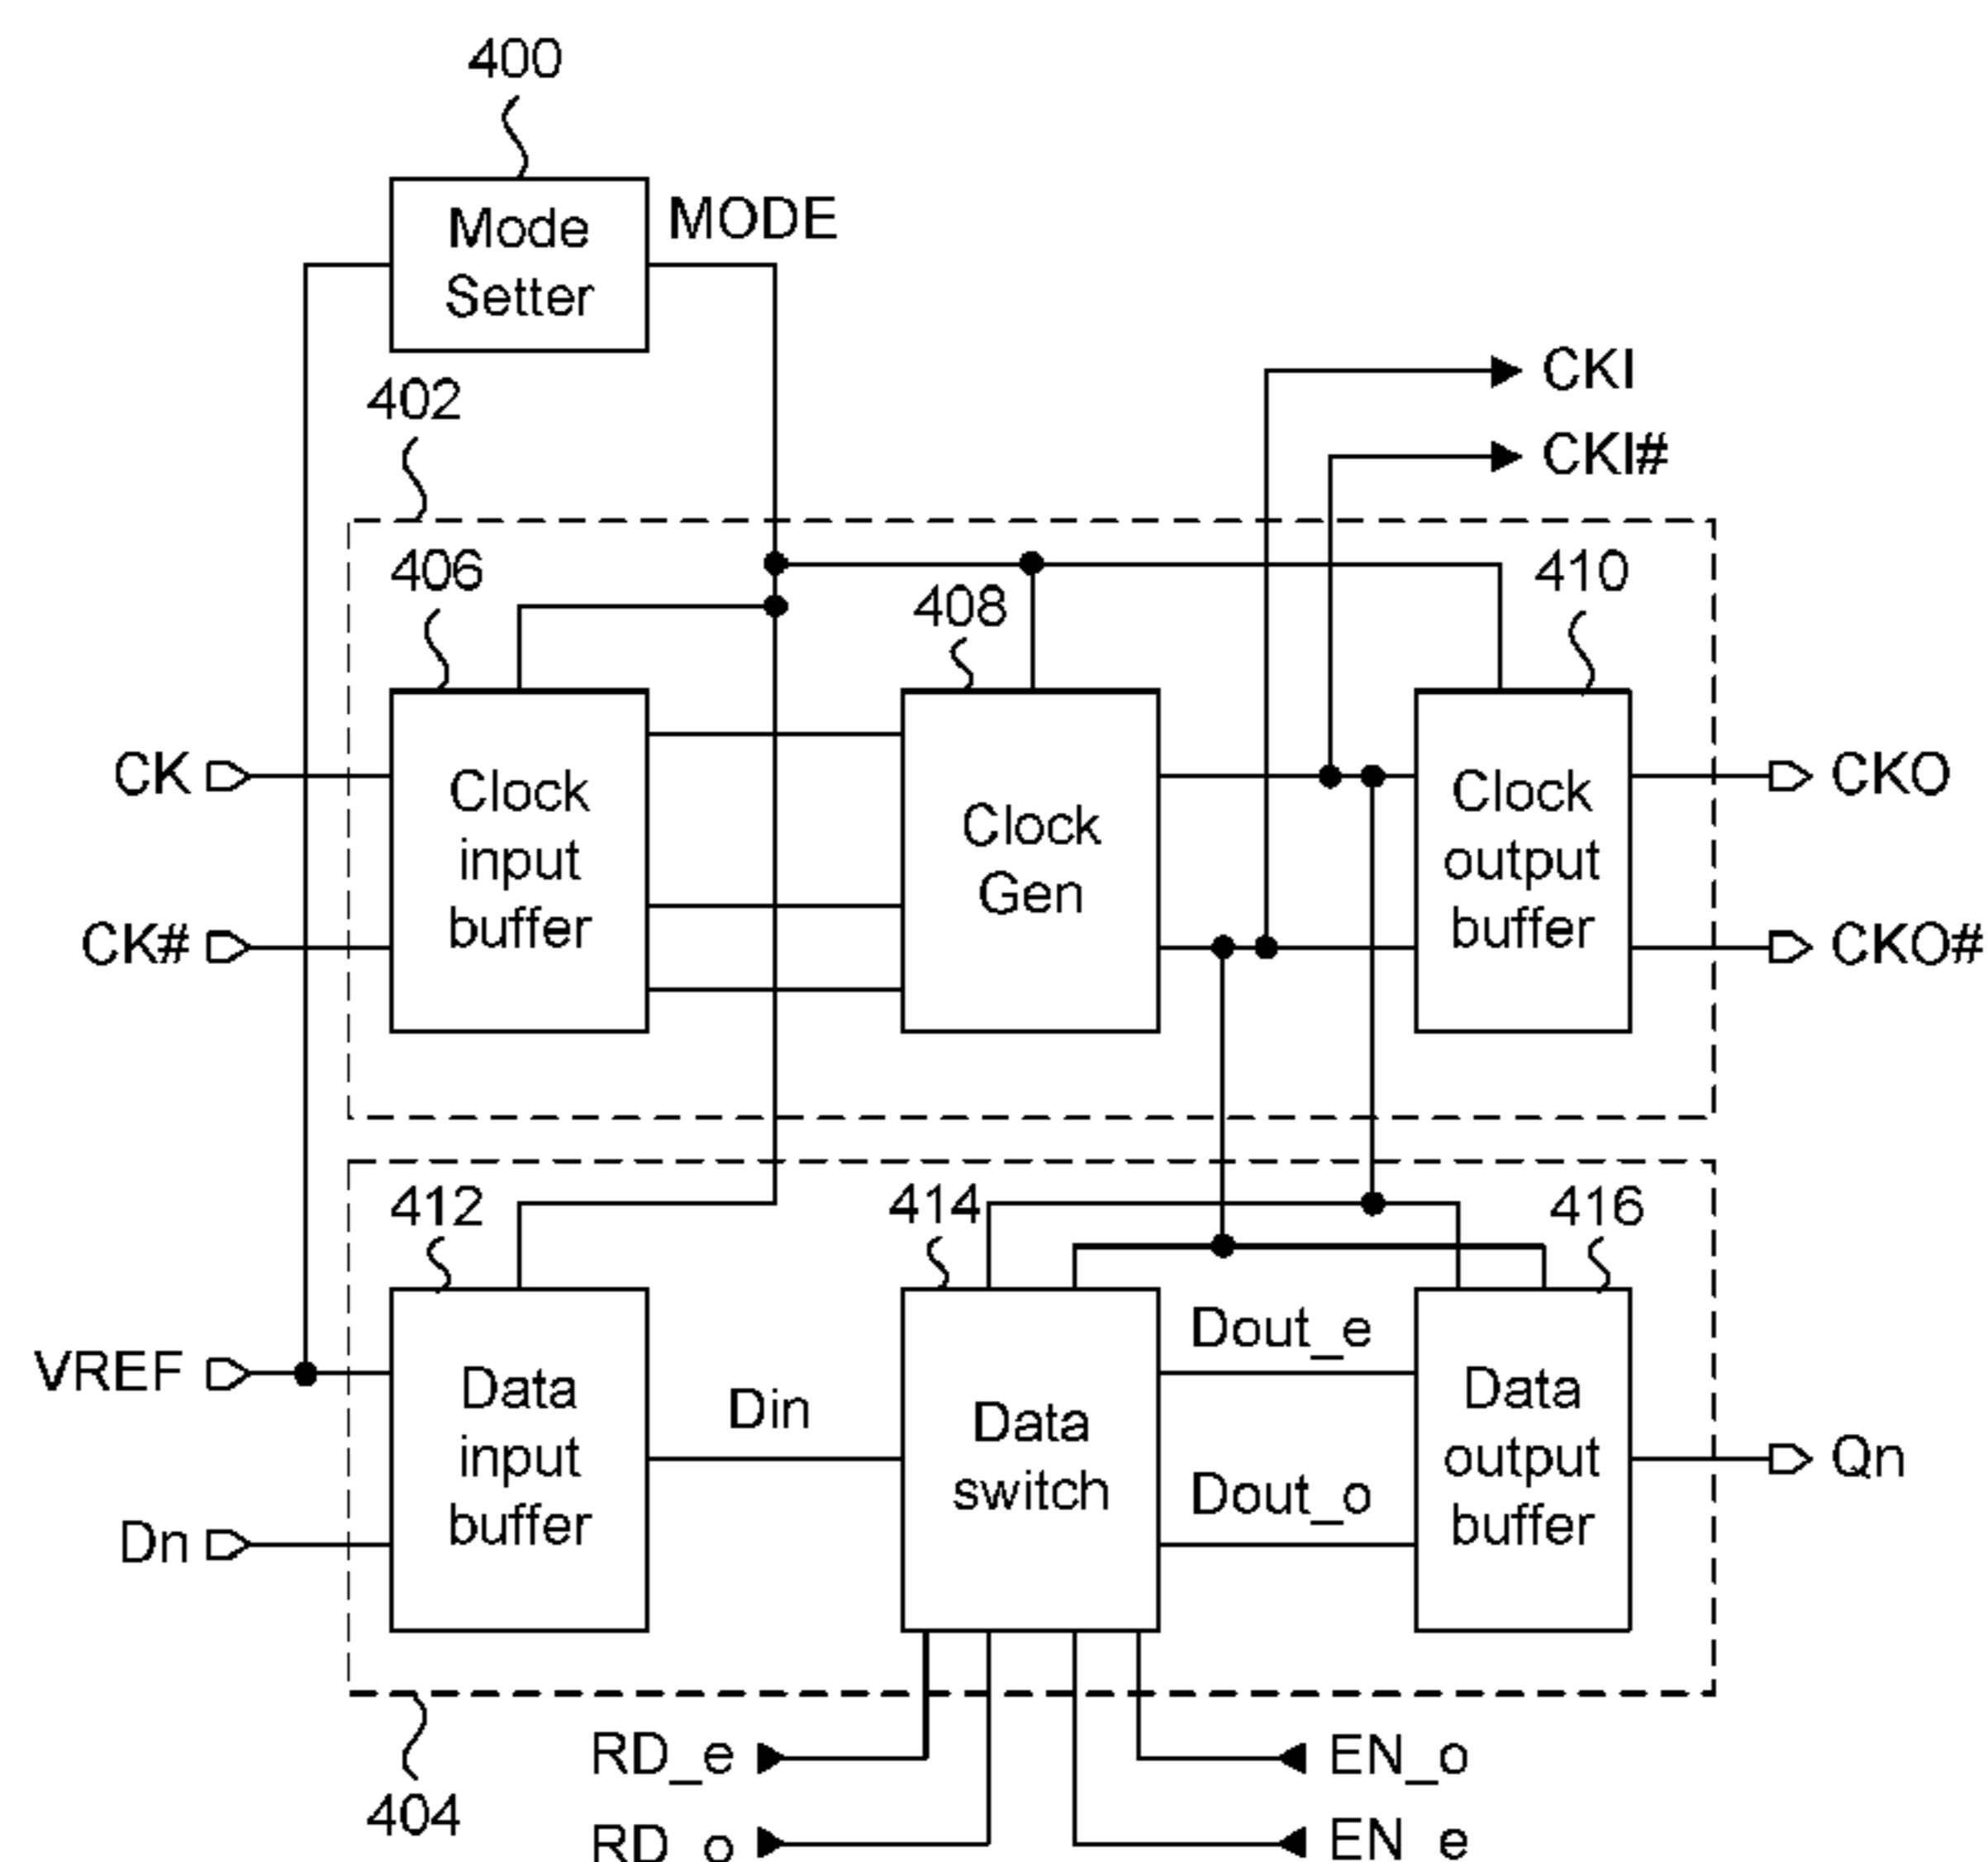 400
Mode
Setter
MODE
CKI
402
CKI#
406
408
410
CK
Clock
input
buffer
Clock
Gen
Clock
output
buffer
CKO
CK#
CKO#
412
414
416
VREF
Data
input
buffer
Din
Data
switch
Dout_e
Dout_o
Data
output
buffer
Qn
Dn
RD_e
EN_o
404
RD_o
EN_e